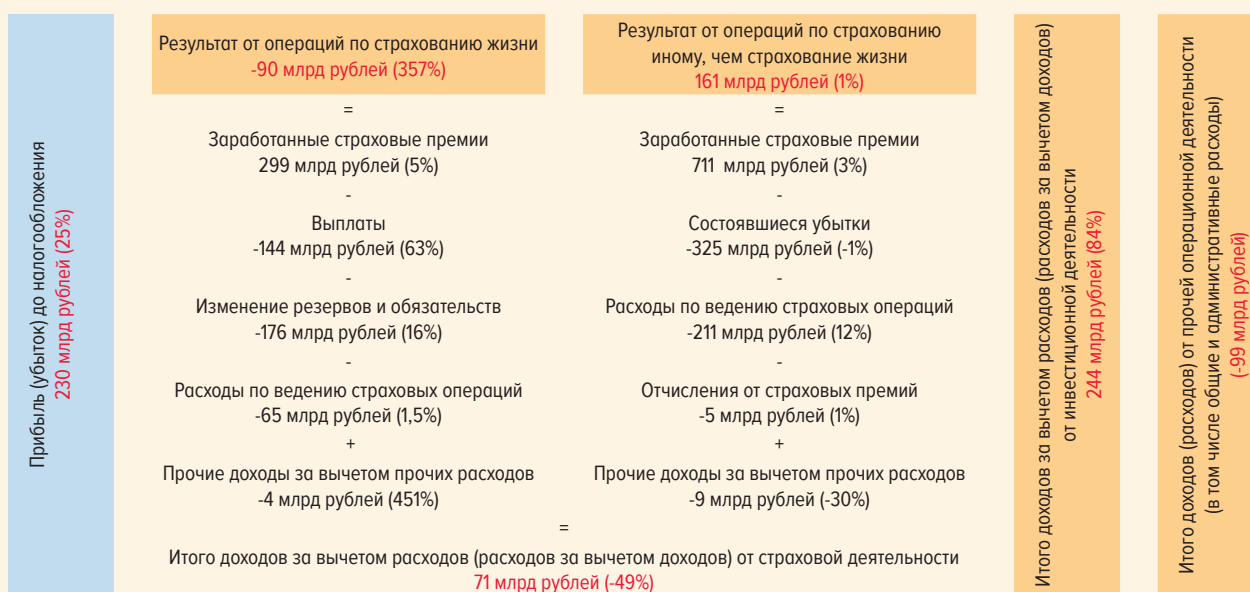 Прибыль (убыток) до налогообложения
230 млрд рублей (25%)
Результат от операций по страхованию жизни
-90 млрд рублей (357%)
=
Заработанные страховые премии
299 млрд рублей (5%)
-
Выплаты
-144 млрд рублей (63%)
-
Изменение резервов и обязательств
-176 млрд рублей (16%)
-
Расходы по ведению страховых операций
-65 млрд рублей (1,5%)
+
Прочие доходы за вычетом прочих расходов
-4 млрд рублей (451%)
Результат от операций по страхованию
иному, чем страхование жизни
161 млрд рублей (1%)
=
Заработанные страховые премии
711 млрд рублей (3%)
-
Состоявшиеся убытки
-325 млрд рублей (-1%)
-
Расходы по ведению страховых операций
-211 млрд рублей (12%)
-
Отчисления от страховых премий
-5 млрд рублей (1%)
+
Прочие доходы за вычетом прочих расходов
-9 млрд рублей (-30%)
=
Итого доходов за вычетом расходов (расходов за вычетом доходов) от страховой деятельности
71 млрд рублей (-49%)
Итого доходов за вычетом расходов (расходов за вычетом доходов)
от инвестиционной деятельности
244 млрд рублей (84%)
Итого доходов (расходов) от прочей операционной деятельности
(в том числе общие и административные расходы)
(-99 млрд рублей)